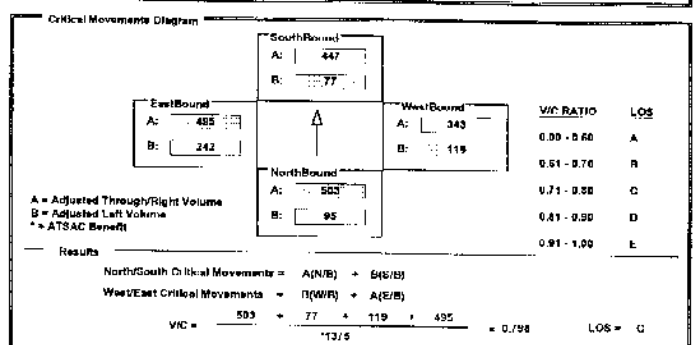 Critical Movements Diagram
SouthBound
A: 447
B: 77
EastBound
A: 495
B: 242
WestBound
A: 343
B: 119
NorthBound
A: 503
B: 95
V/C RATIO LOS
0.00 - 0.60 A
0.61 - 0.70 B
0.71 - 0.80 C
0.81 - 0.90 D
0.91 - 1.00 E
A = Adjusted Through/Right Volume
B = Adjusted Left Volume
* = ATSAC Benefit
Results
North/South Critical Movements = A(N/B) + B(S/B)
West/East Critical Movements = B(W/B) + A(E/B)
V/C = 503 + 77 + 119 + 495 = 0.798 LOS = C